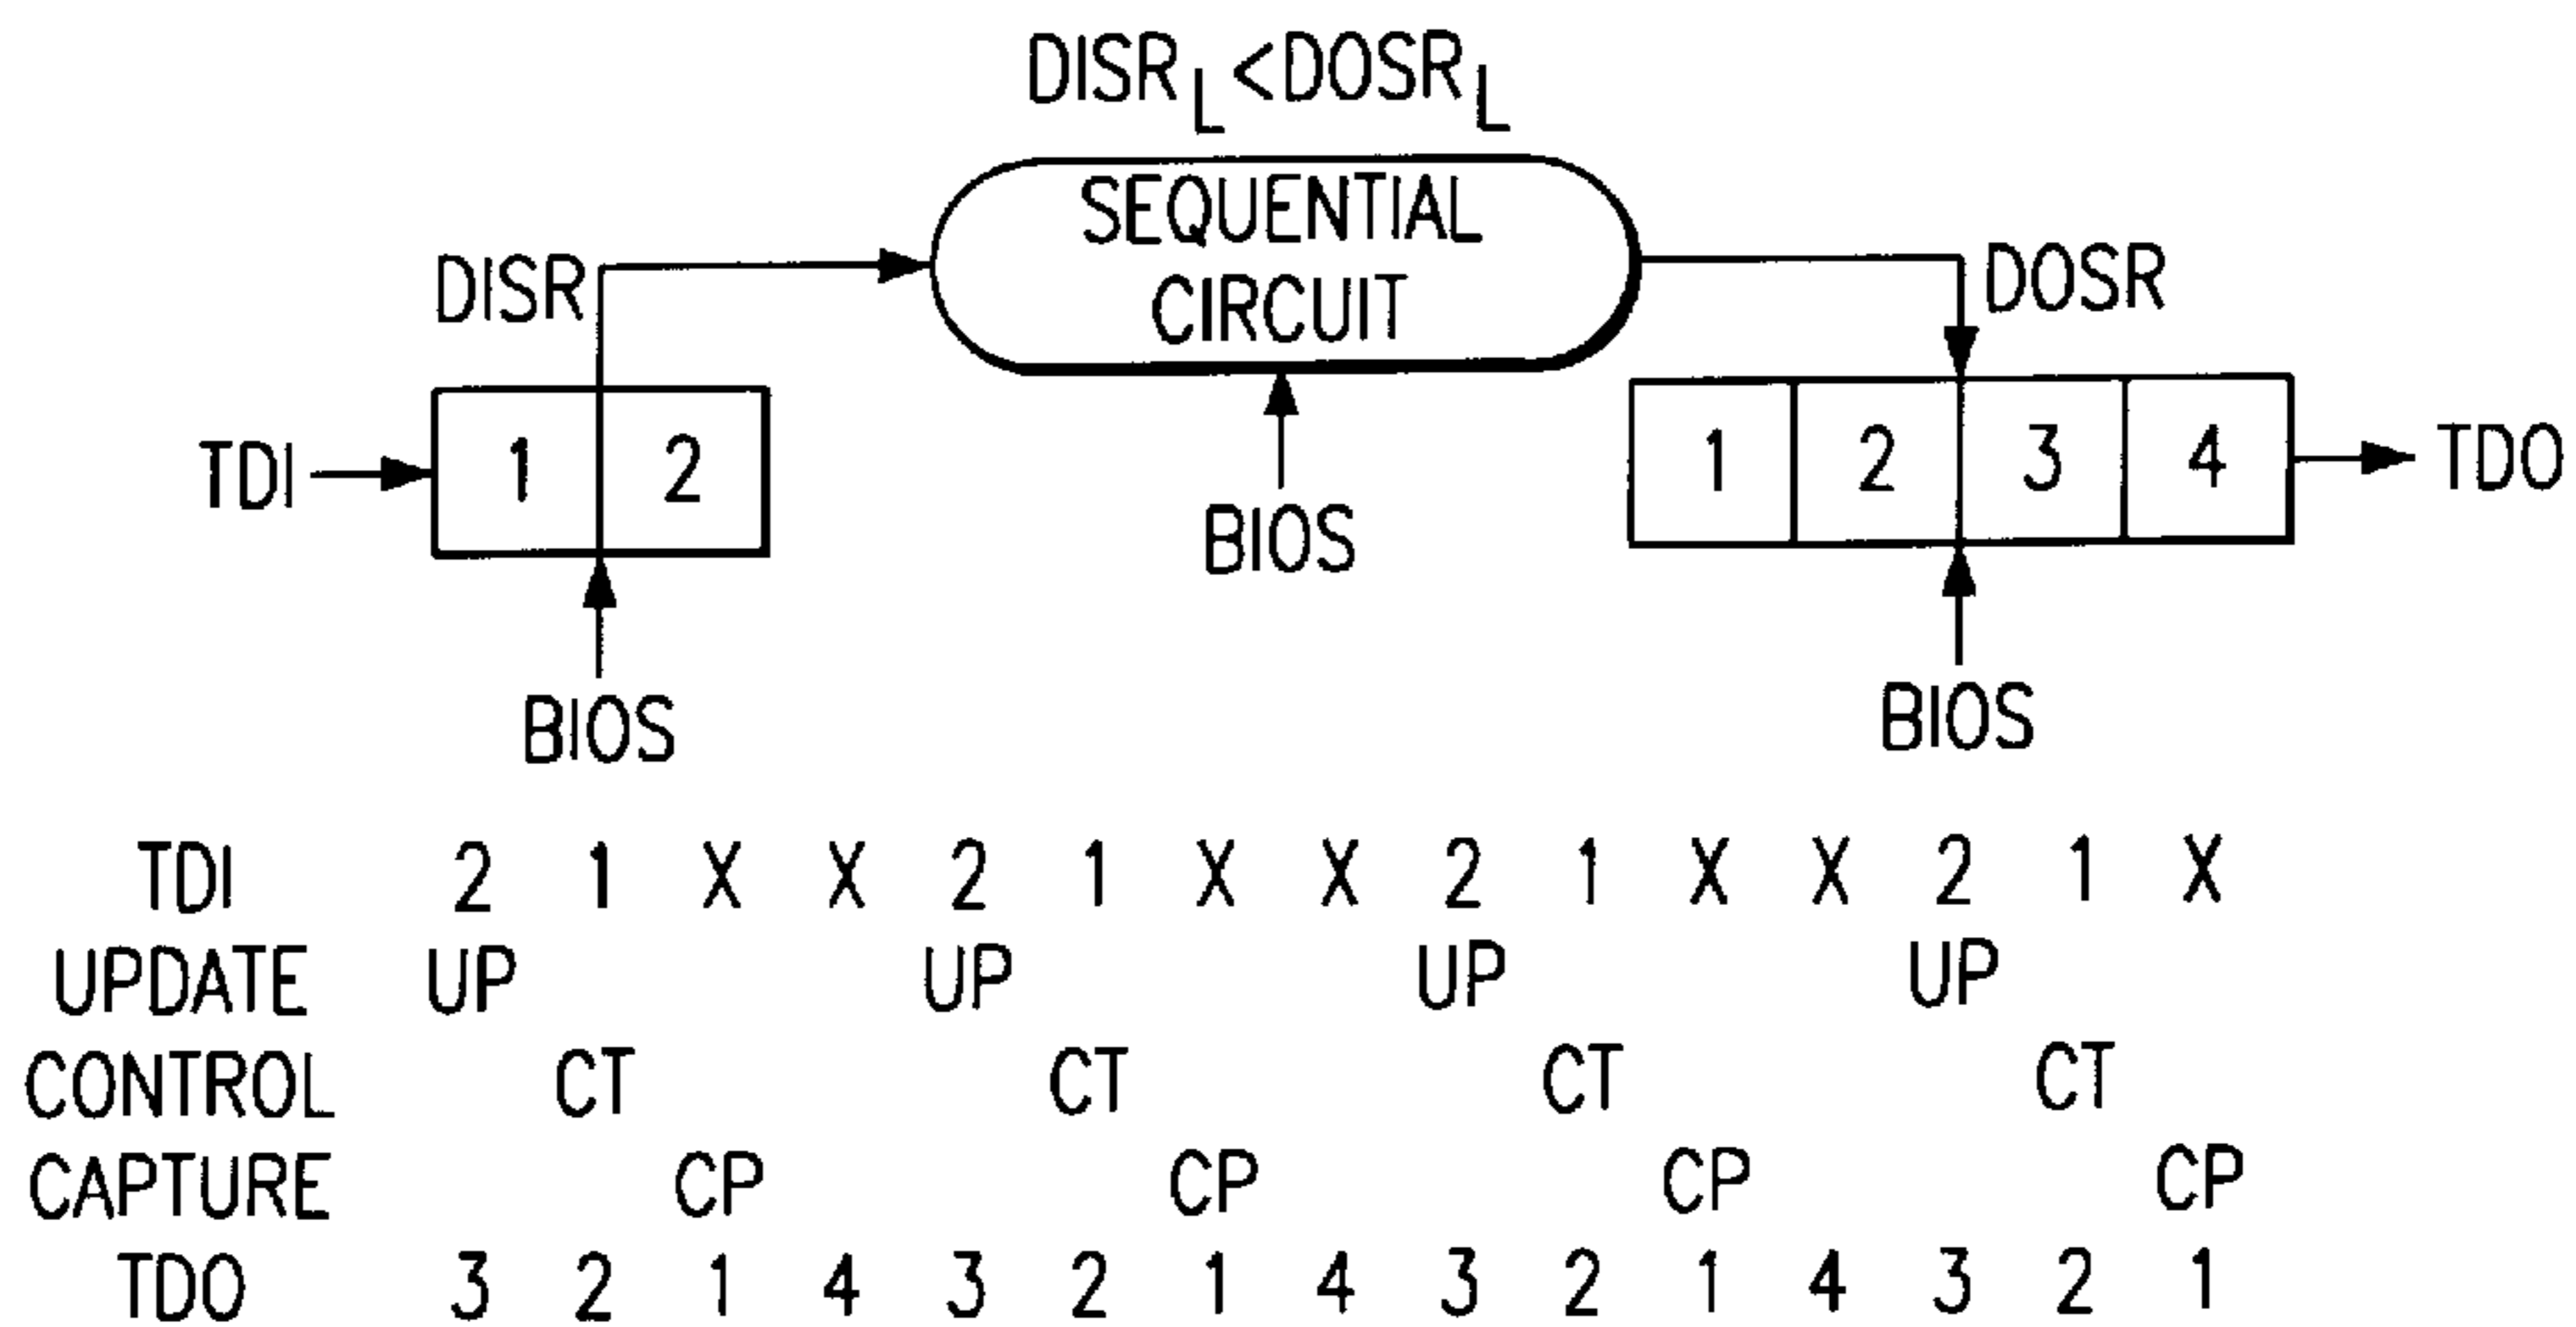 DISR L < DOSR L
SEQUENTIAL
CIRCUIT
DISR
DOSR
TDI
1 2
1 2 3 4
TDO
BIOS
BIOS
BIOS
TDI 2 1 X X 2 1 X X 2 1 X X 2 1 X
UPDATE UP UP UP UP
CONTROL CT CT CT CT
CAPTURE CP CP CP CP
TDO 3 2 1 4 3 2 1 4 3 2 1 4 3 2 1